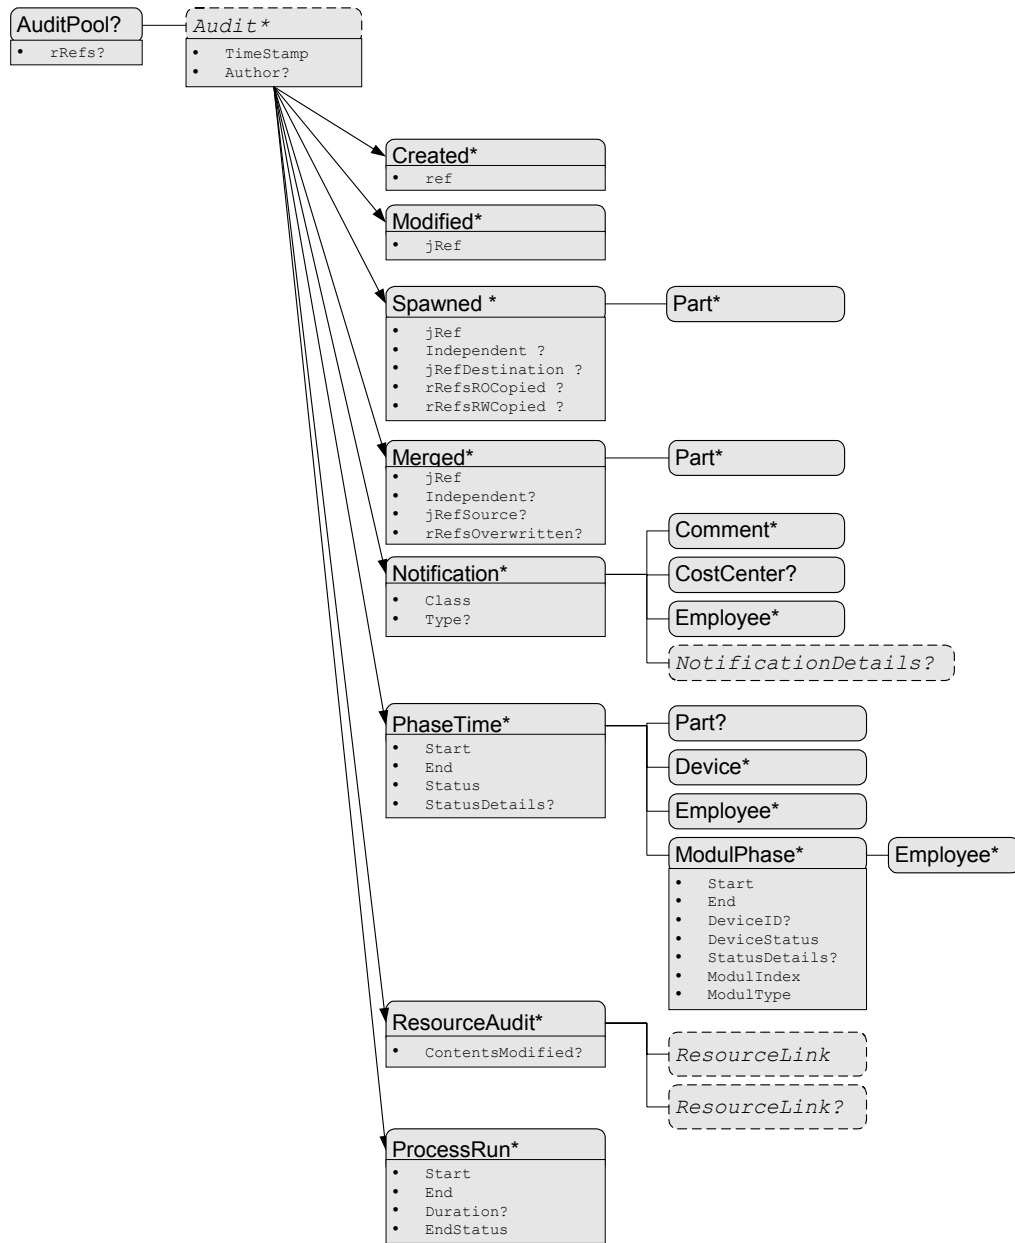 AuditPool?
• rRefs?
Audit*
• TimeStamp
• Author?
Created*
• ref
Modified*
• jRef
Spawned *
• jRef
• Independent ?
• jRefDestination ?
• rRefsROCopied ?
• rRefsRWCopied ?
Part*
Merged*
• jRef
• Independent?
• jRefSource?
• rRefsOverwritten?
Part*
Notification*
• Class
• Type?
Comment*
CostCenter?
Employee*
NotificationDetails?
PhaseTime*
• Start
• End
• Status
• StatusDetails?
Part?
Device*
Employee*
ModulPhase*
• Start
• End
• DeviceID?
• DeviceStatus
• StatusDetails?
• ModulIndex
• ModulType
Employee*
ResourceAudit*
• ContentsModified?
ResourceLink
ResourceLink?
ProcessRun*
• Start
• End
• Duration?
• EndStatus